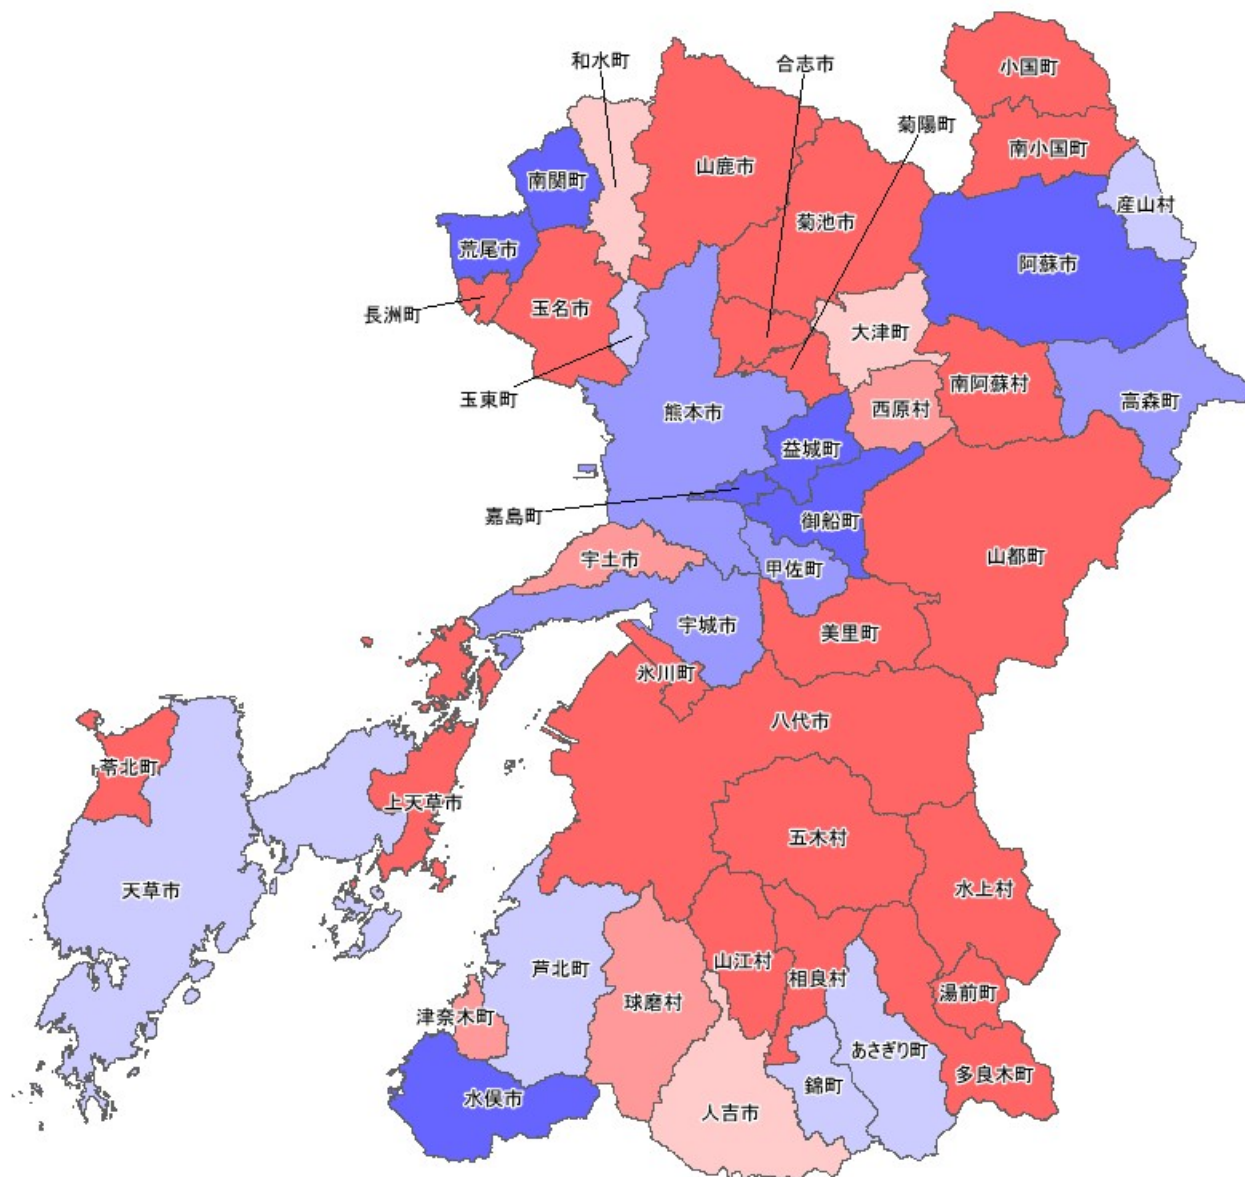 和水町
合志市
小国町
菊陽町
南小国町
山鹿市
南関町
産山村
菊池市
荒尾市
阿蘇市
長洲町
玉名市
大津町
玉東町
熊本市
西原村
南阿蘇村
高森町
益城町
嘉島町
御船町
宇土市
甲佐町
山都町
宇城市
美里町
氷川町
八代市
苓北町
上天草市
五木村
天草市
水上村
芦北町
山江村
相良村
湯前町
球磨村
津奈木町
あさぎり町
多良木町
錦町
水俣市
人吉市